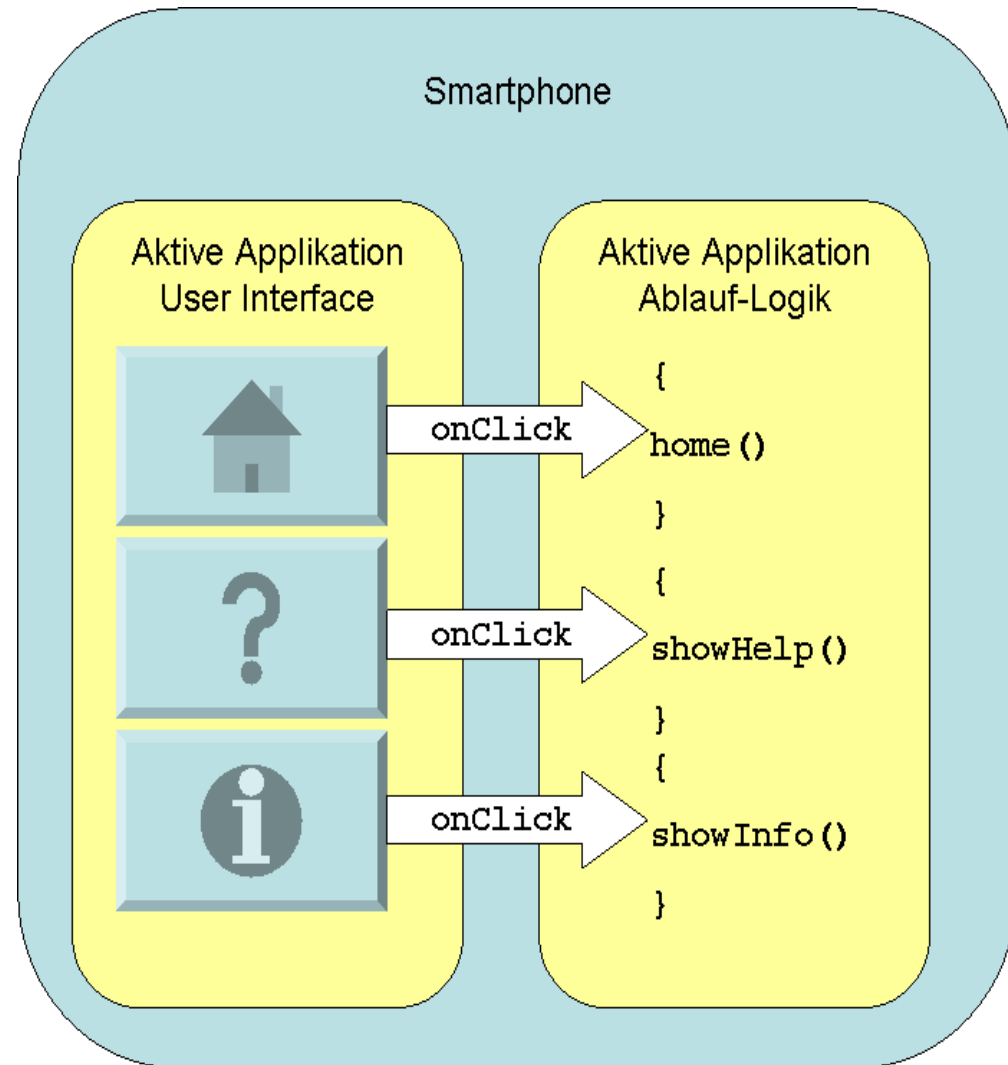 Smartphone
Aktive Applikation
User Interface
Aktive Applikation
Ablauf-Logik
onClick
{
home()
}
?
onClick
{
showHelp()
}
i
onClick
{
showInfo()
}